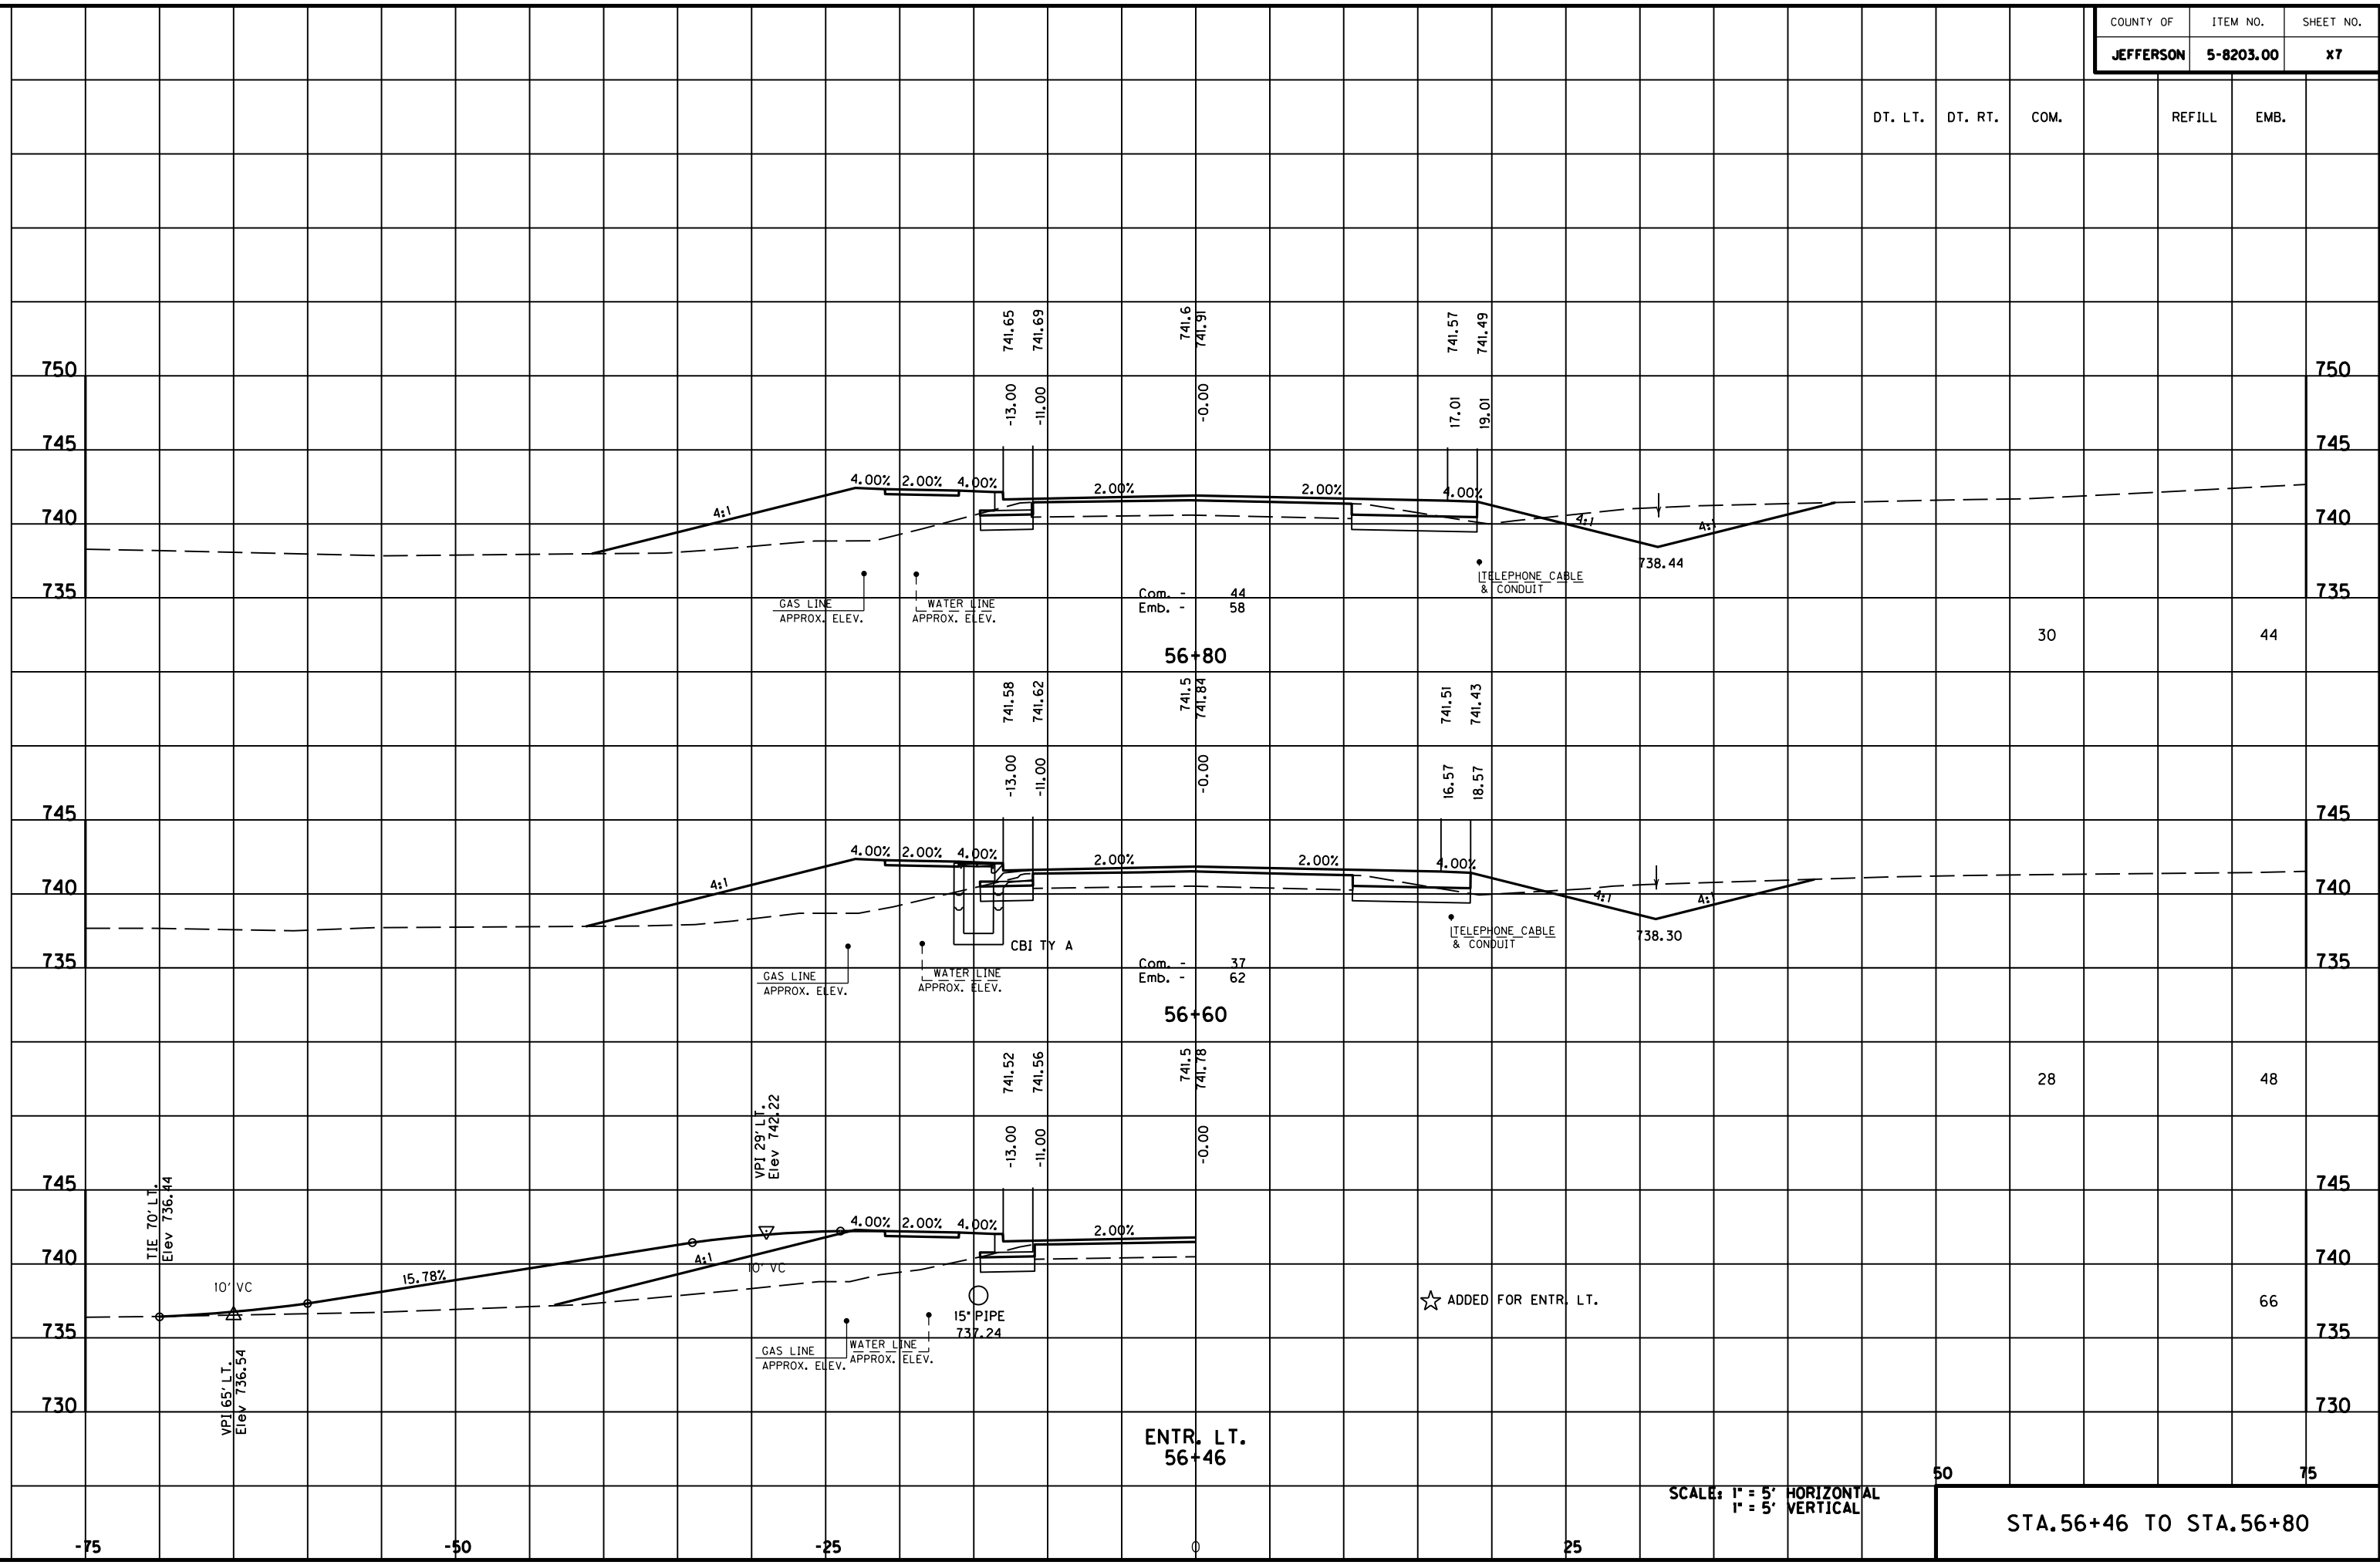 COUNTY OF ITEM NO. SHEET NO.
JEFFERSON 5-8203.00 X7
DT. LT. DT. RT. COM. REFILL EMB.
741.65 741.69 741.6 741.91 741.57 741.49
750 750
-13.00 -11.00 -0.00 17.01 19.01
745 745
4.00% 2.00% 4.00% 2.00% 2.00% 4.00%
4:1 4:1 4:1
740 740
738.44
735 735
GAS LINE
APPROX. ELEV.
WATER LINE
APPROX. ELEV.
TELEPHONE CABLE
& CONDUIT
Com. - 44
Emb. - 58
30 44
56+80
741.58 741.62 741.5 741.84 741.51 741.43
-13.00 -11.00 -0.00 16.57 18.57
745 745
4.00% 2.00% 4.00% 2.00% 2.00% 4.00%
4:1 4:1 4:1
740 740
738.30
CBI TY A
735 735
GAS LINE
APPROX. ELEV.
WATER LINE
APPROX. ELEV.
TELEPHONE CABLE
& CONDUIT
Com. - 37
Emb. - 62
56+60
741.52 741.56 741.5 741.78
28 48
VPI 29' LT.
Elev 742.22
-13.00 -11.00 -0.00
745 745
TIE 70' LT.
Elev 736.44
4.00% 2.00% 4.00% 2.00%
740 740
10' VC 15.78% 4:1 10' VC
15" PIPE
737.24
☆ ADDED FOR ENTR. LT. 66
735 735
GAS LINE
APPROX. ELEV.
WATER LINE
APPROX. ELEV.
VPI 65' LT.
Elev 736.54
730 730
ENTR. LT.
56+46
50 75
SCALE: 1" = 5' HORIZONTAL
1" = 5' VERTICAL
STA.56+46 TO STA.56+80
-75 -50 -25 0 25